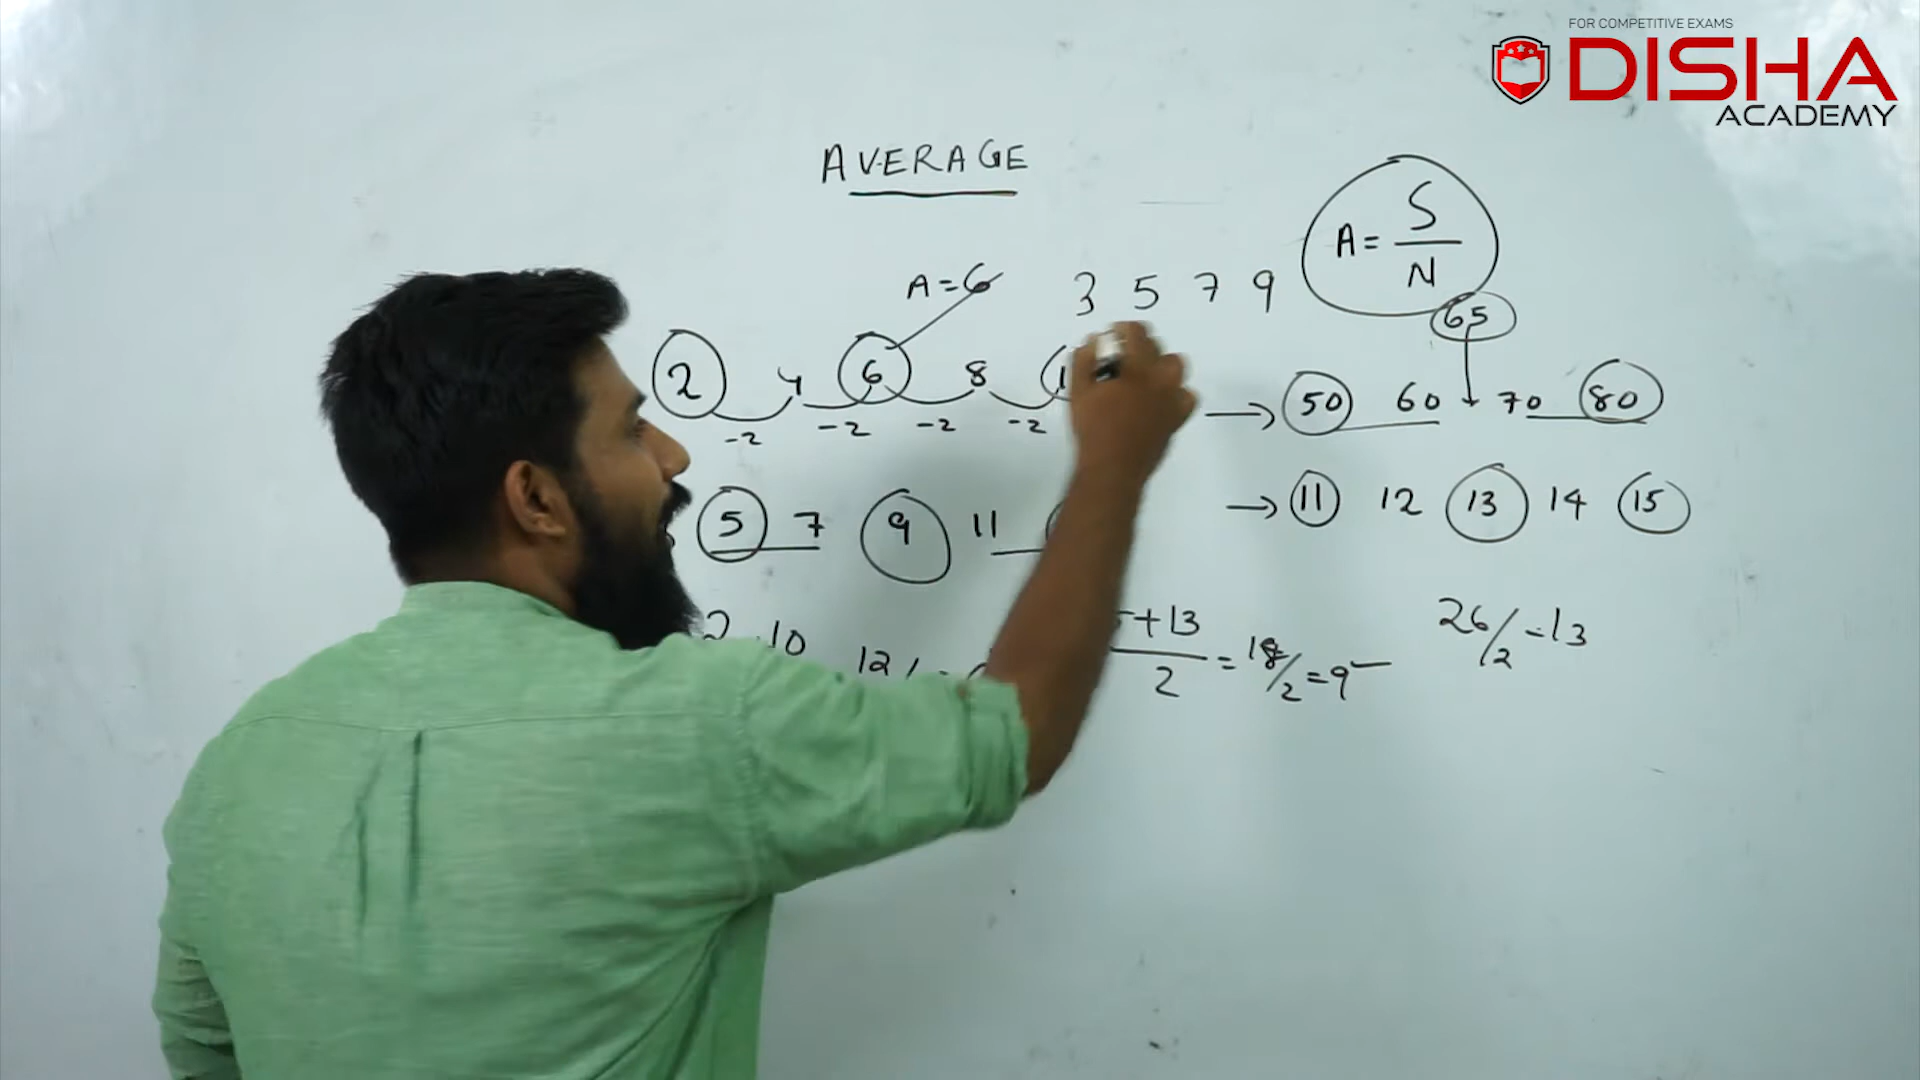 FOR COMPETITIVE EXAMS
DISHA
ACADEMY
AVERAGE
A = S/N
A = 6
3 5 7 9
65
2 4 6 8
-2 -2 -2 -2
→ 50 60 70 80
5 7 9 11
→ 11 12 13 14 15
+13
2
= 18/2 = 9
26/2 = 13
2 10
12/